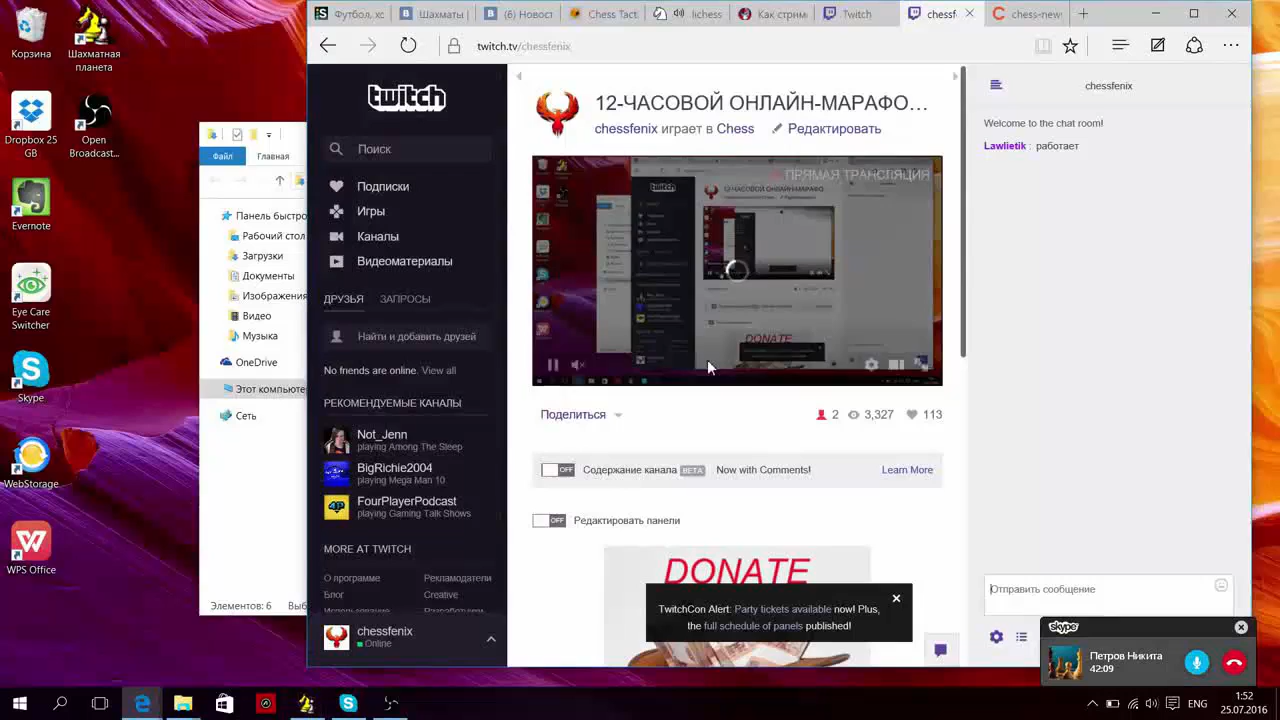 Корзина
Шахматная
планета
Dropbox 25
GB
Open
Broadcast...
Evernote
Eye Care
Switcher
Skype
WebStorage
WPS Office
Файл
Главная
Панель быстро
Рабочий стол
Загрузки
Документы
Изображения
Видео
Музыка
OneDrive
Этот компьюте
Сеть
Элементов: 6
Выб
Футбол, хс
Шахматы
(6) Новост
Chess Tact
lichess
Как стрим
Twitch
chessf
chess-new
twitch.tv/chessfenix
twitch
Поиск
Подписки
Игры
Каналы
Видеоматериалы
ДРУЗЬЯ
ЗАПРОСЫ
Найти и добавить друзей
No friends are online. View all
РЕКОМЕНДУЕМЫЕ КАНАЛЫ
Not_Jenn
playing Among The Sleep
BigRichie2004
playing Mega Man 10
FourPlayerPodcast
playing Gaming Talk Shows
MORE AT TWITCH
О программе
Рекламодатели
Блог
Creative
Использование
Разработчики
chessfenix
Online
12-ЧАСОВОЙ ОНЛАЙН-МАРАФО...
chessfenix играет в Chess
Редактировать
ПРЯМАЯ ТРАНСЛЯЦИЯ
twitch
12-ЧАСОВОЙ ОНЛАЙН-МАРАФО
DONATE
Поделиться
2
3,327
113
OFF
Содержание канала BETA Now with Comments!
Learn More
OFF
Редактировать панели
DONATE
TwitchCon Alert: Party tickets available now! Plus,
the full schedule of panels published!
chessfenix
Welcome to the chat room!
Lawlietik : работает
Отправить сообщение
skype
Петров Никита
42:09
ENG
1:52
25.07.2016